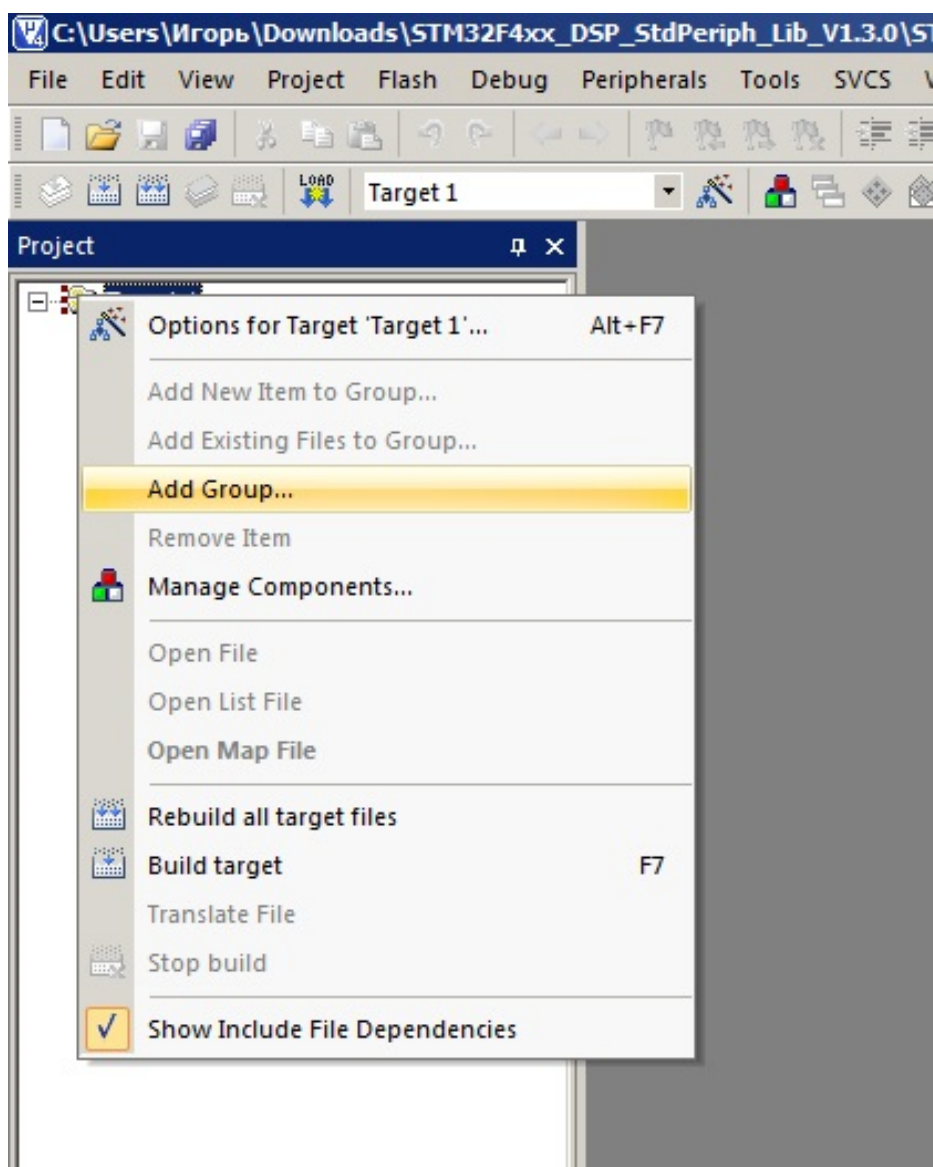 C:\Users\Игорь\Downloads\STM32F4xx_DSP_StdPeriph_Lib_V1.3.0\ST
File Edit View Project Flash Debug Peripherals Tools SVCS
LOAD Target 1
Project
Options for Target 'Target 1'... Alt+F7
Add New Item to Group...
Add Existing Files to Group...
Add Group...
Remove Item
Manage Components...
Open File
Open List File
Open Map File
Rebuild all target files
Build target F7
Translate File
Stop build
Show Include File Dependencies